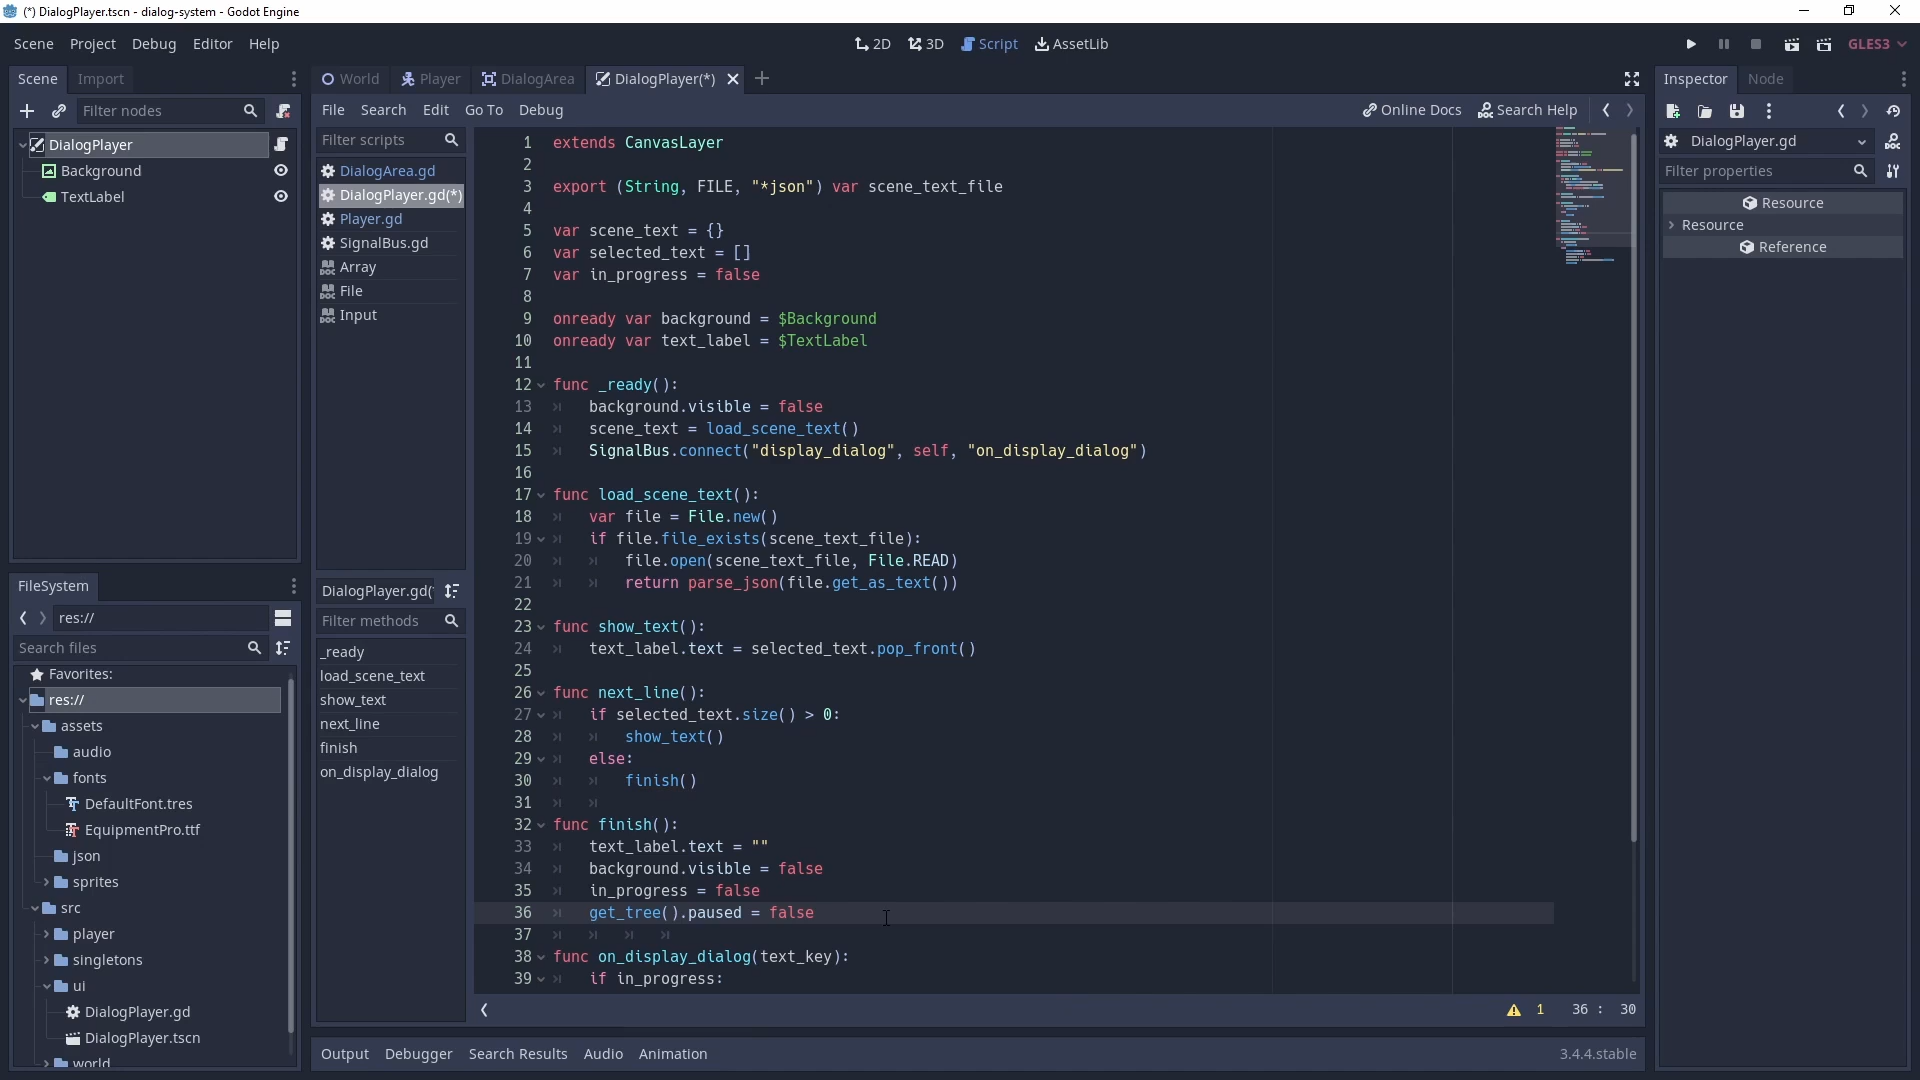 (*) DialogPlayer.tscn - dialog-system - Godot Engine
Scene Project Debug Editor Help
2D 3D Script AssetLib
GLES3
Scene Import
Filter nodes
DialogPlayer
Background
TextLabel
FileSystem
res://
Search files
Favorites:
res://
assets
audio
fonts
DefaultFont.tres
EquipmentPro.ttf
json
sprites
src
player
singletons
ui
DialogPlayer.gd
DialogPlayer.tscn
world
World Player DialogArea DialogPlayer(*)
File Search Edit Go To Debug
Online Docs Search Help
Filter scripts
DialogArea.gd
DialogPlayer.gd(*)
Player.gd
SignalBus.gd
Array
File
Input
DialogPlayer.gd(
Filter methods
_ready
load_scene_text
show_text
next_line
finish
on_display_dialog
1 extends CanvasLayer
2
3 export (String, FILE, "*json") var scene_text_file
4
5 var scene_text = {}
6 var selected_text = []
7 var in_progress = false
8
9 onready var background = $Background
10 onready var text_label = $TextLabel
11
12 func _ready():
13 background.visible = false
14 scene_text = load_scene_text()
15 SignalBus.connect("display_dialog", self, "on_display_dialog")
16
17 func load_scene_text():
18 var file = File.new()
19 if file.file_exists(scene_text_file):
20 file.open(scene_text_file, File.READ)
21 return parse_json(file.get_as_text())
22
23 func show_text():
24 text_label.text = selected_text.pop_front()
25
26 func next_line():
27 if selected_text.size() > 0:
28 show_text()
29 else:
30 finish()
31
32 func finish():
33 text_label.text = ""
34 background.visible = false
35 in_progress = false
36 get_tree().paused = false
37
38 func on_display_dialog(text_key):
39 if in_progress:
1 36 : 30
Output Debugger Search Results Audio Animation
3.4.4.stable
Inspector Node
DialogPlayer.gd
Filter properties
Resource
Resource
Reference